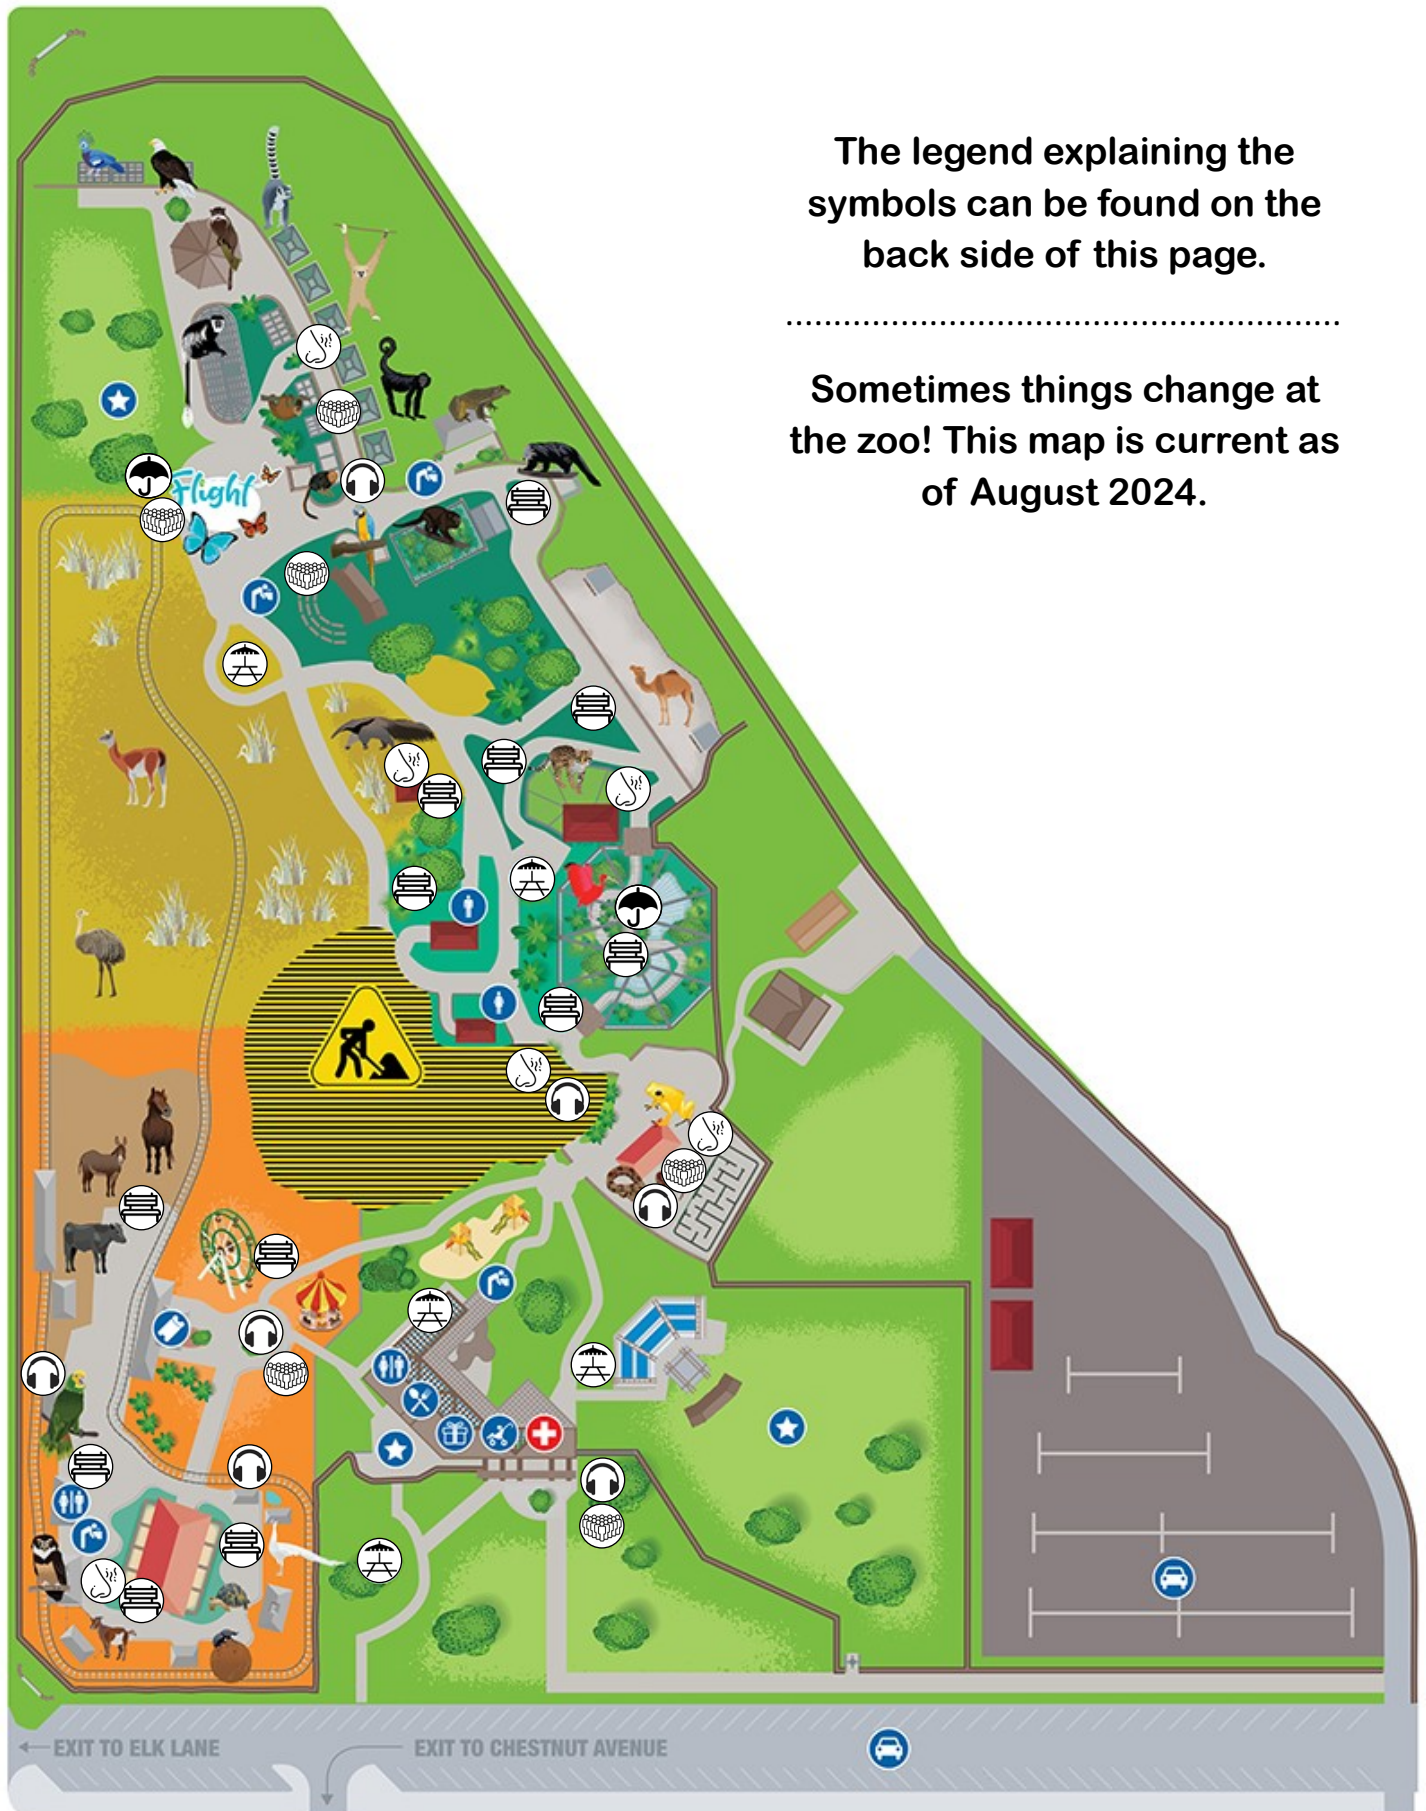 The legend explaining the
symbols can be found on the
back side of this page.
Sometimes things change at
the zoo! This map is current as
of August 2024.
Flight
EXIT TO ELK LANE
EXIT TO CHESTNUT AVENUE